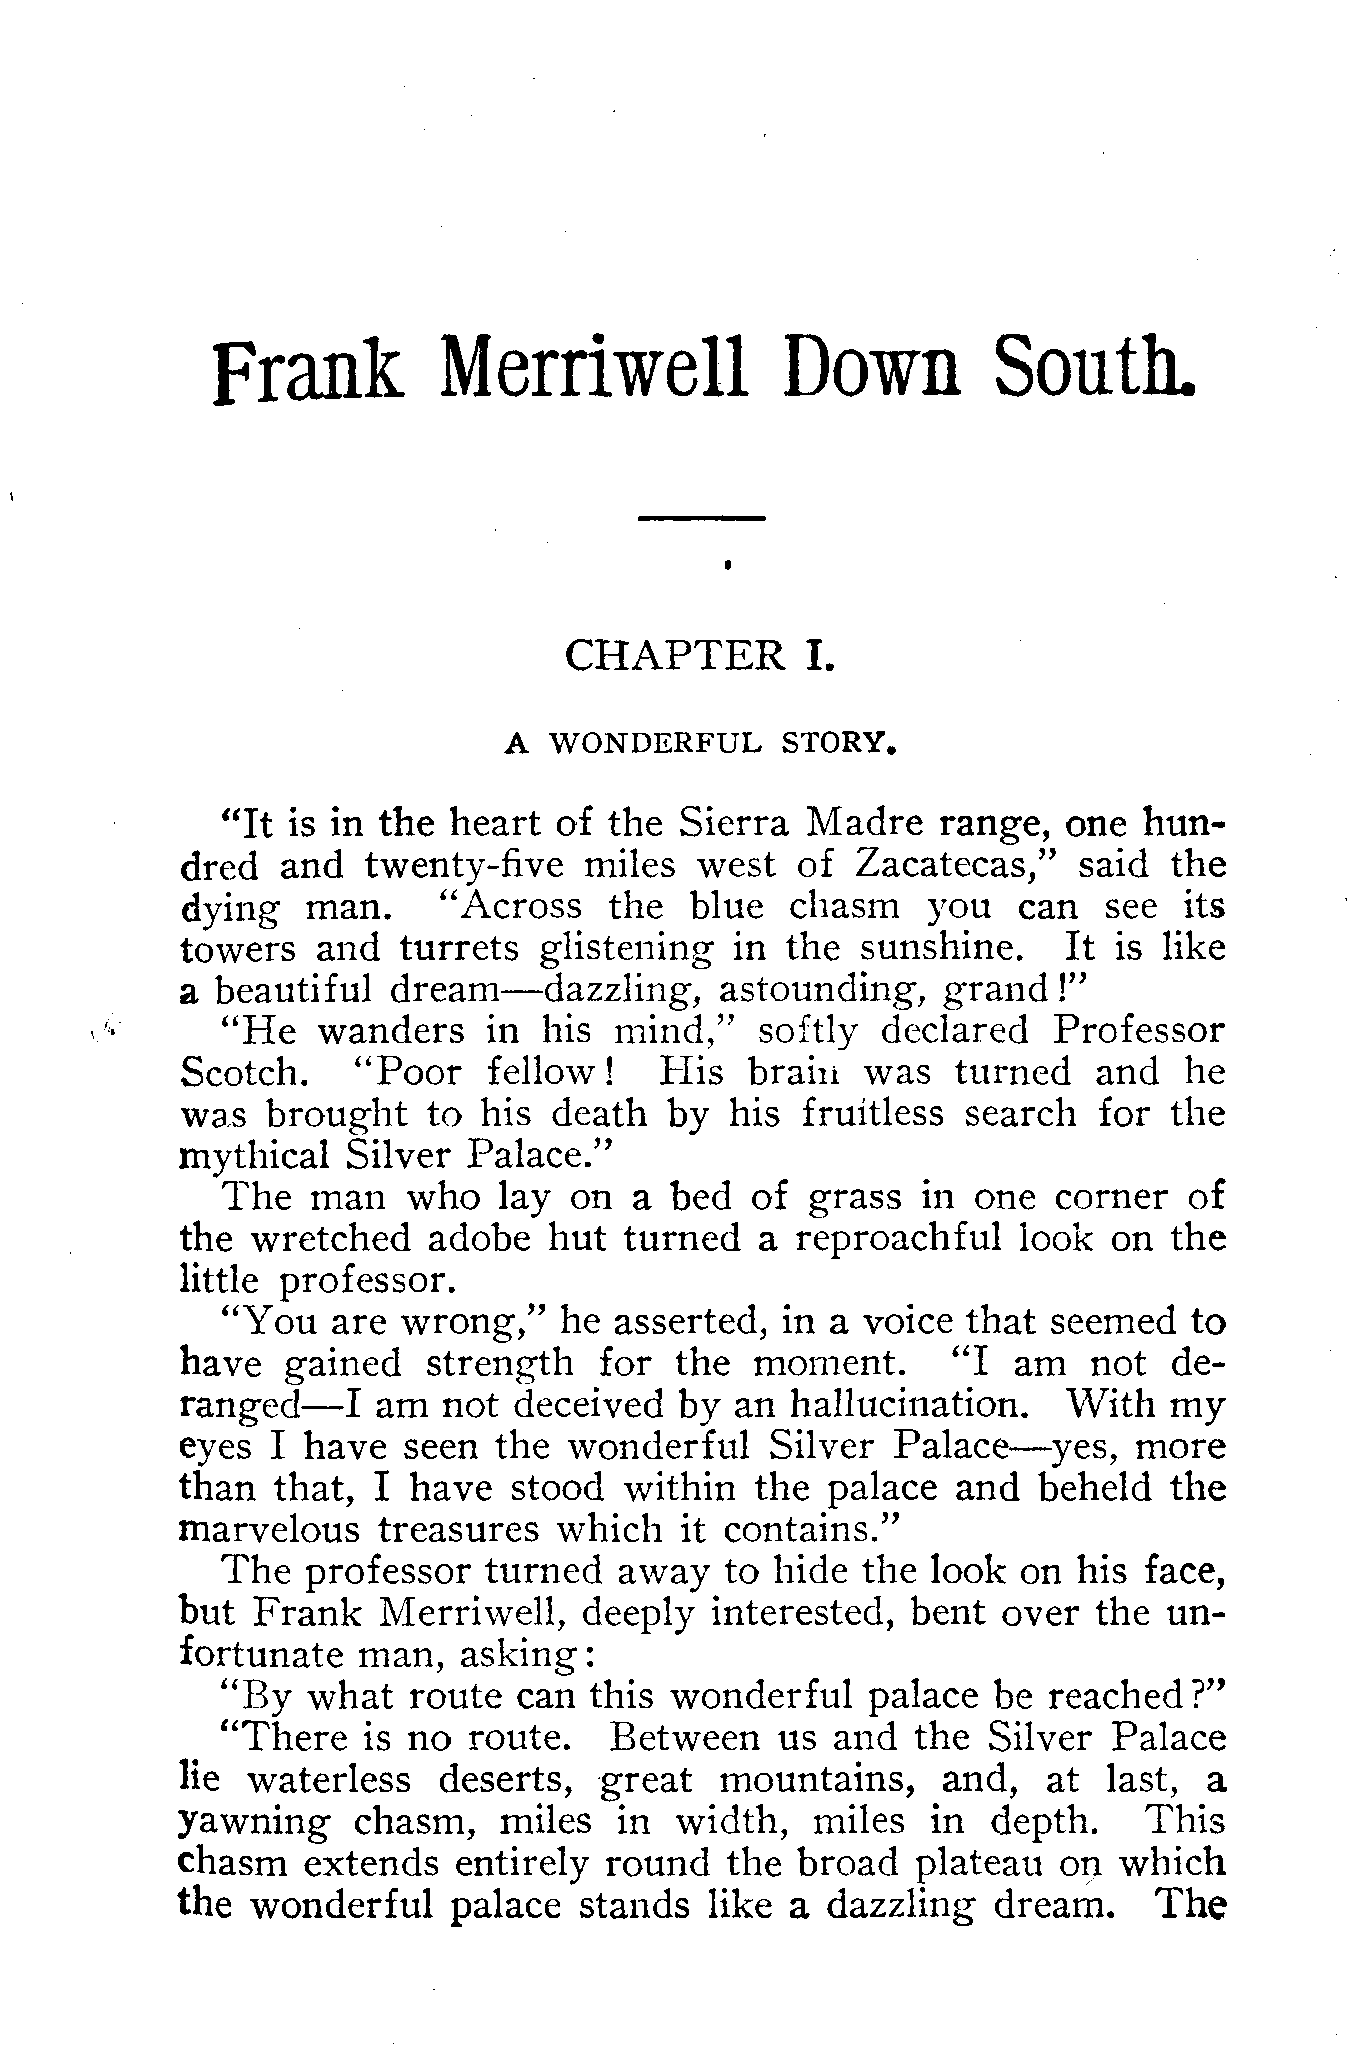 Frank Merriwell Down South.
CHAPTER I.
A WONDERFUL STORY.
“It is in the heart of the Sierra Madre range, one hun-
dred and twenty-five miles west of Zacatecas,” said the
dying man. “Across the blue chasm you can see its
towers and turrets glistening in the sunshine. It is like
a beautiful dream—dazzling, astounding, grand!”
“He wanders in his mind,” softly declared Professor
Scotch. “Poor fellow! His brain was turned and he
was brought to his death by his fruitless search for the
mythical Silver Palace.”
The man who lay on a bed of grass in one corner of
the wretched adobe hut turned a reproachful look on the
little professor.
“You are wrong,” he asserted, in a voice that seemed to
have gained strength for the moment. “I am not de-
ranged—I am not deceived by an hallucination. With my
eyes I have seen the wonderful Silver Palace—yes, more
than that, I have stood within the palace and beheld the
marvelous treasures which it contains.”
The professor turned away to hide the look on his face,
but Frank Merriwell, deeply interested, bent over the un-
fortunate man, asking:
“By what route can this wonderful palace be reached?”
“There is no route. Between us and the Silver Palace
lie waterless deserts, great mountains, and, at last, a
yawning chasm, miles in width, miles in depth. This
chasm extends entirely round the broad plateau on which
the wonderful palace stands like a dazzling dream. The